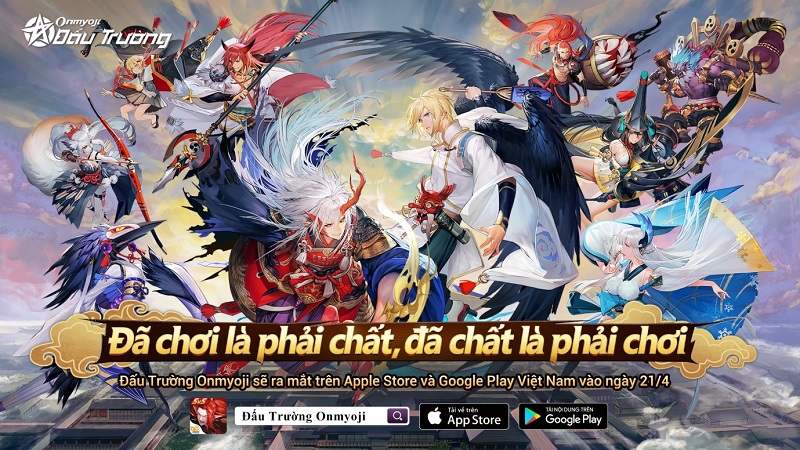 Onmyoji
Đấu Trường
Đã chơi là phải chất, đã chất là phải chơi
Đấu Trường Onmyoji sẽ ra mắt trên Apple Store và Google Play Việt Nam vào ngày 21/4
5v5
Đấu Trường Onmyoji
Tải về trên
App Store
TẢI NỘI DUNG TRÊN
Google Play